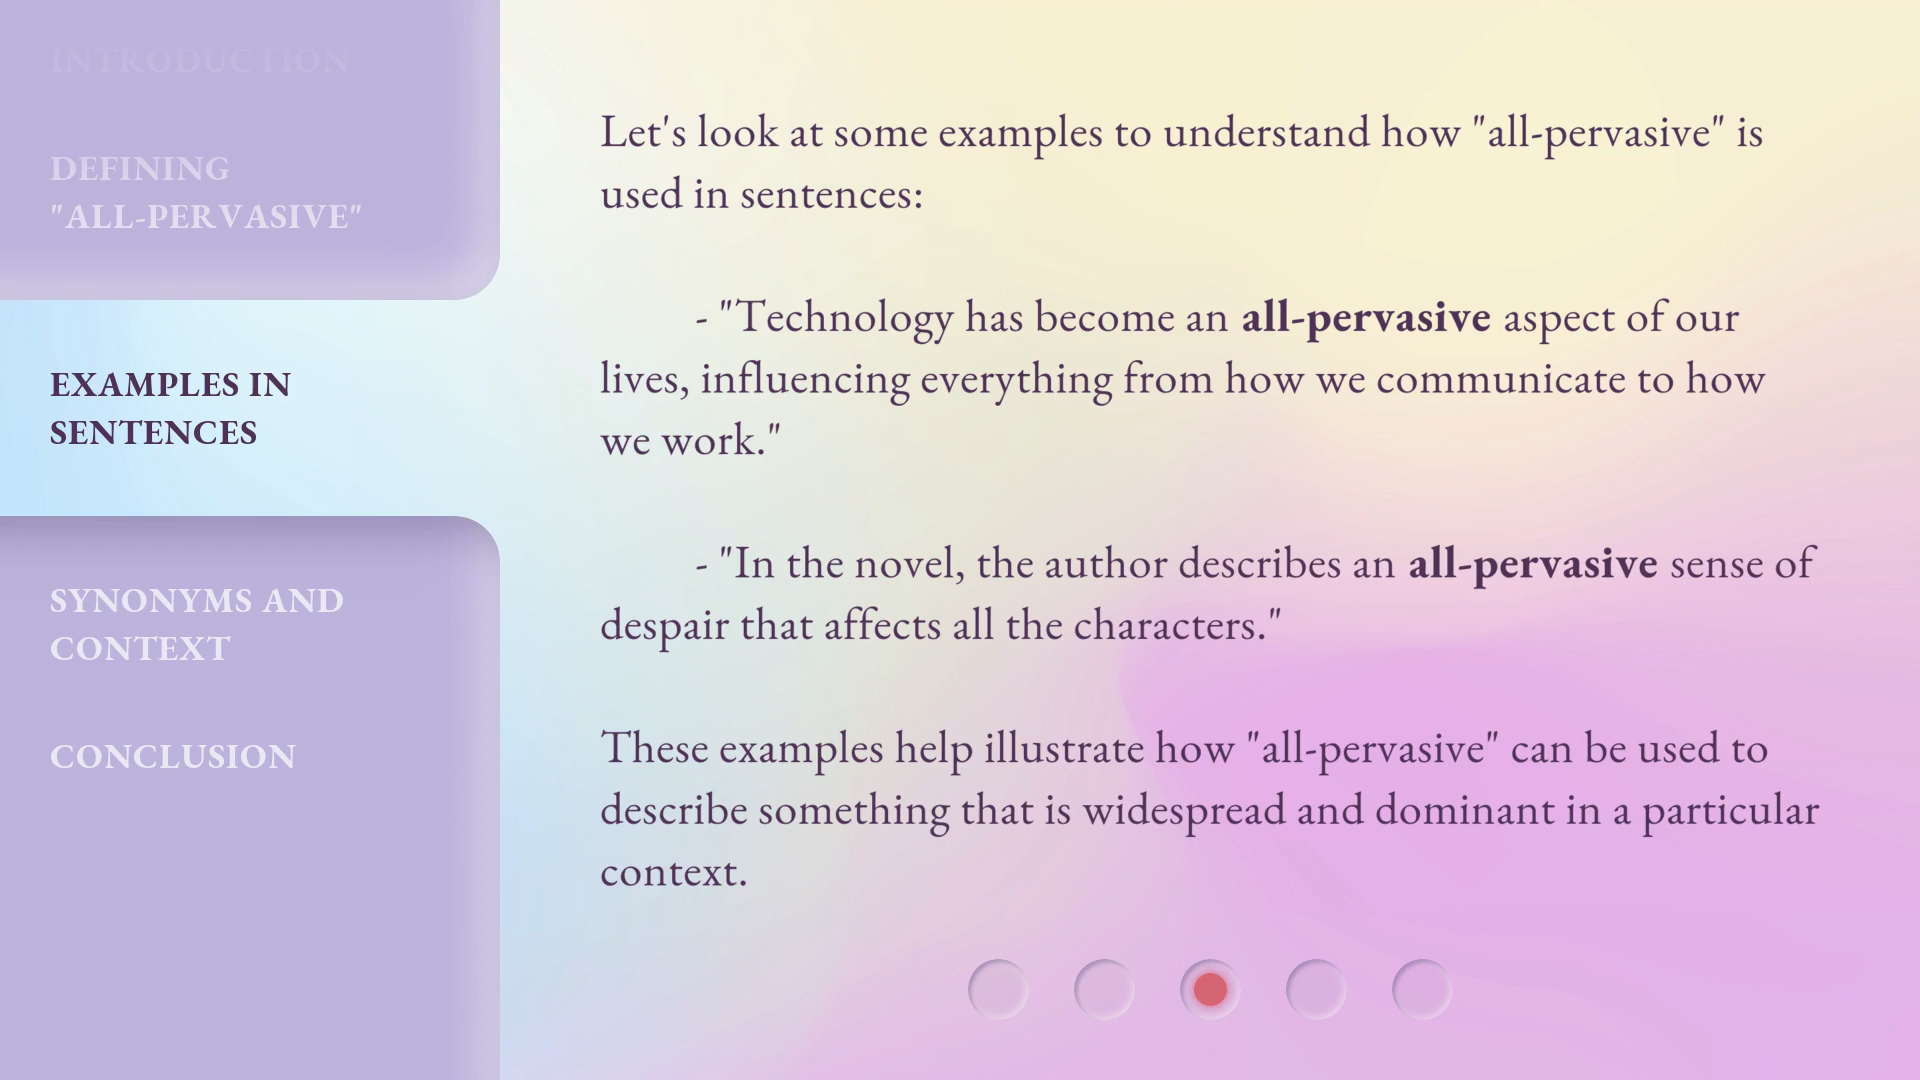 INTRODUCTION
DEFINING
"ALL-PERVASIVE"
EXAMPLES IN
SENTENCES
SYNONYMS AND
CONTEXT
CONCLUSION
Let's look at some examples to understand how "all-pervasive" is
used in sentences:
- "Technology has become an all-pervasive aspect of our
lives, influencing everything from how we communicate to how
we work."
- "In the novel, the author describes an all-pervasive sense of
despair that affects all the characters."
These examples help illustrate how "all-pervasive" can be used to
describe something that is widespread and dominant in a particular
context.